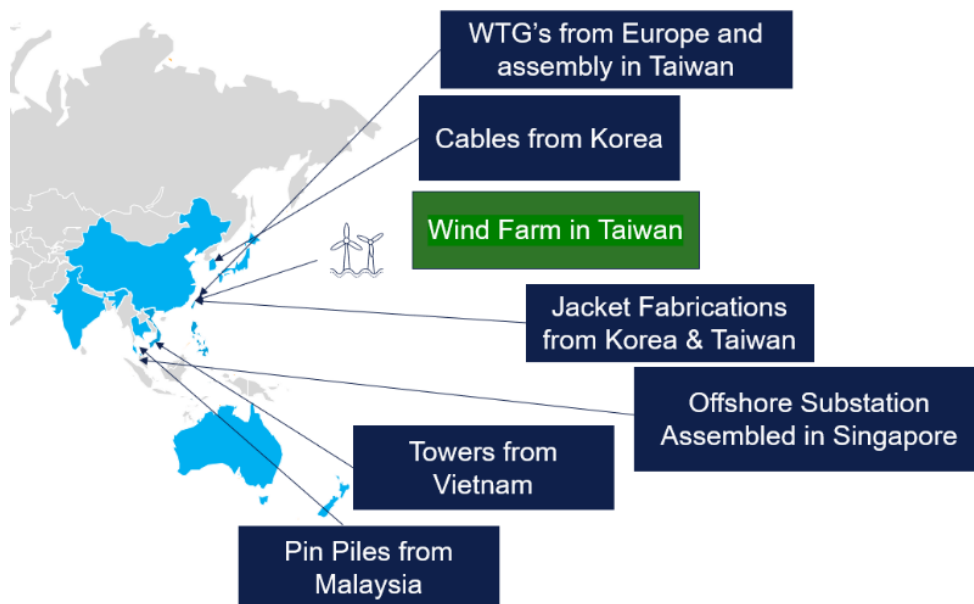 WTG's from Europe and
assembly in Taiwan
Cables from Korea
Wind Farm in Taiwan
Jacket Fabrications
from Korea & Taiwan
Offshore Substation
Assembled in Singapore
Towers from
Vietnam
Pin Piles from
Malaysia